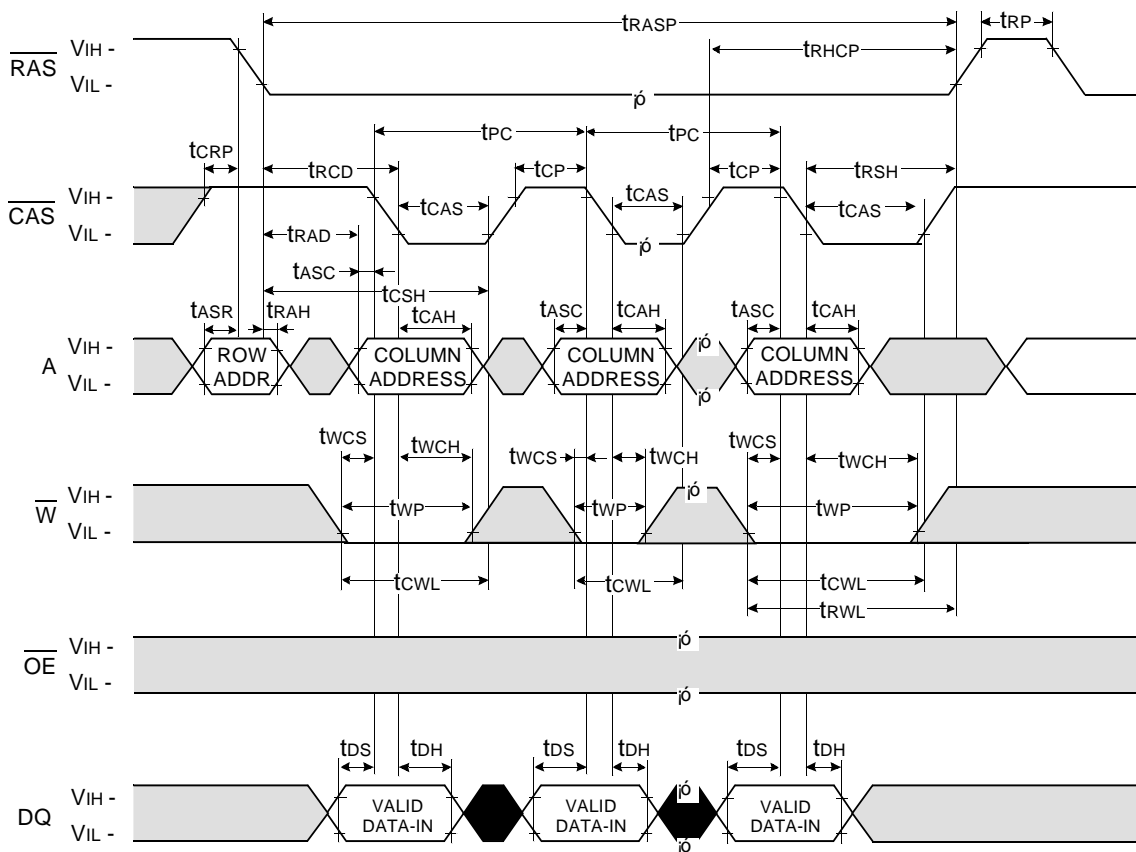 tRASP
tRP
tRHCP
RAS
VIH -
VIL -
¡ó
tPC
tPC
tCRP
tRCD
tCP
tCP
tRSH
CAS
VIH -
VIL -
tCAS
tCAS
tCAS
¡ó
tRAD
tASC
tCSH
tASR
tRAH
tCAH
tASC
tCAH
tASC
tCAH
A
VIH -
VIL -
ROW
ADDR.
COLUMN
ADDRESS
COLUMN
ADDRESS
¡ó
¡ó
COLUMN
ADDRESS
tWCS
tWCH
tWCS
tWCH
tWCS
tWCH
W
VIH -
VIL -
¡ó
tWP
tWP
tWP
tCWL
tCWL
tCWL
tRWL
OE
VIH -
VIL -
¡ó
¡ó
tDS
tDH
tDS
tDH
tDS
tDH
DQ
VIH -
VIL -
VALID
DATA-IN
VALID
DATA-IN
¡ó
¡ó
VALID
DATA-IN